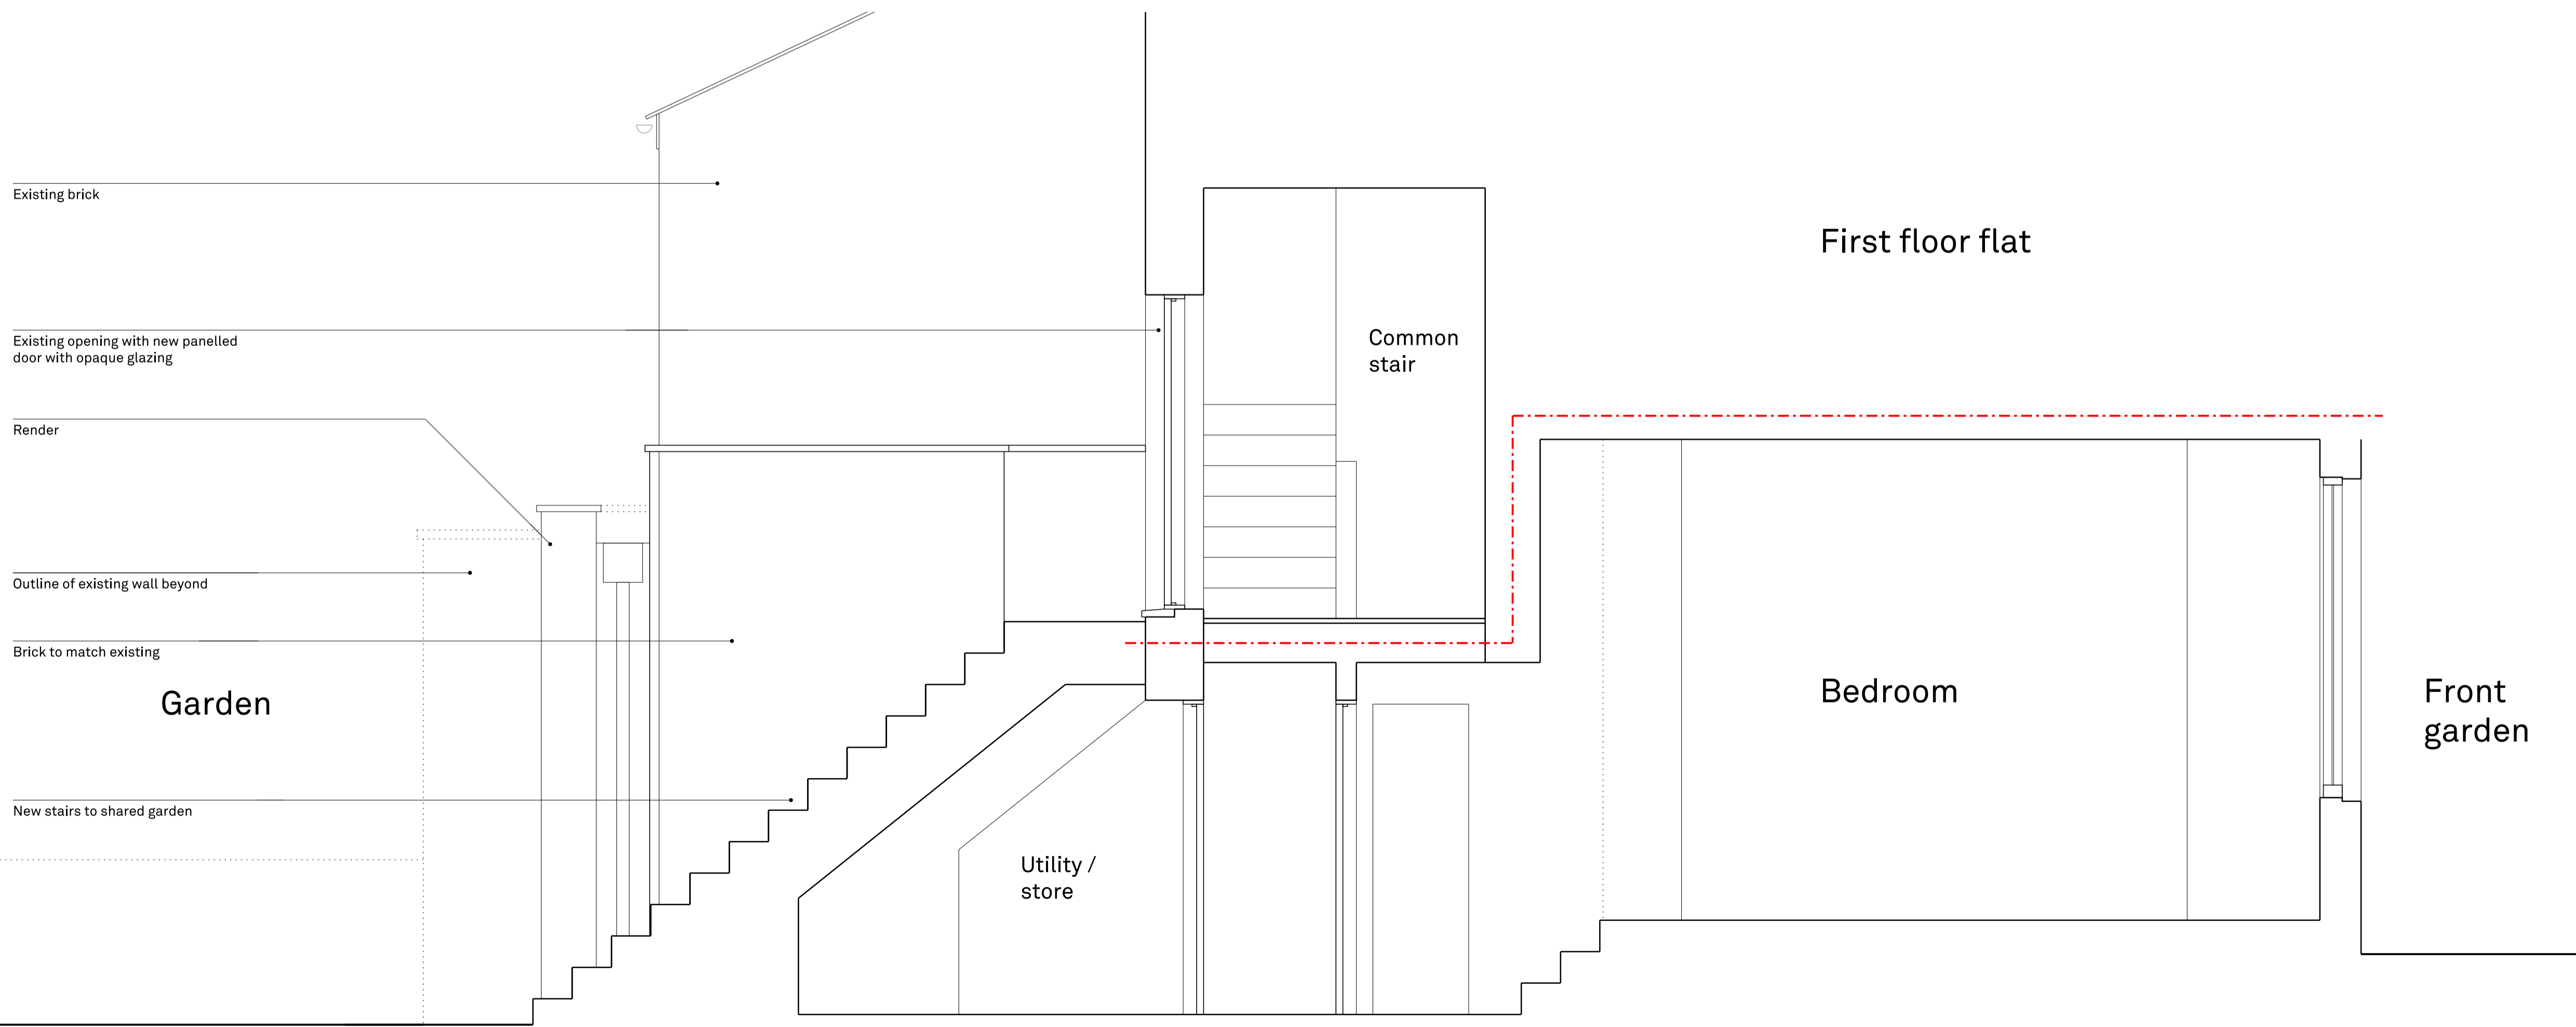 Existing brick
First floor flat
Existing opening with new panelled
door with opaque glazing
Common
stair
Render
Outline of existing wall beyond
Brick to match existing
Garden
Bedroom
Front
garden
New stairs to shared garden
Utility /
store